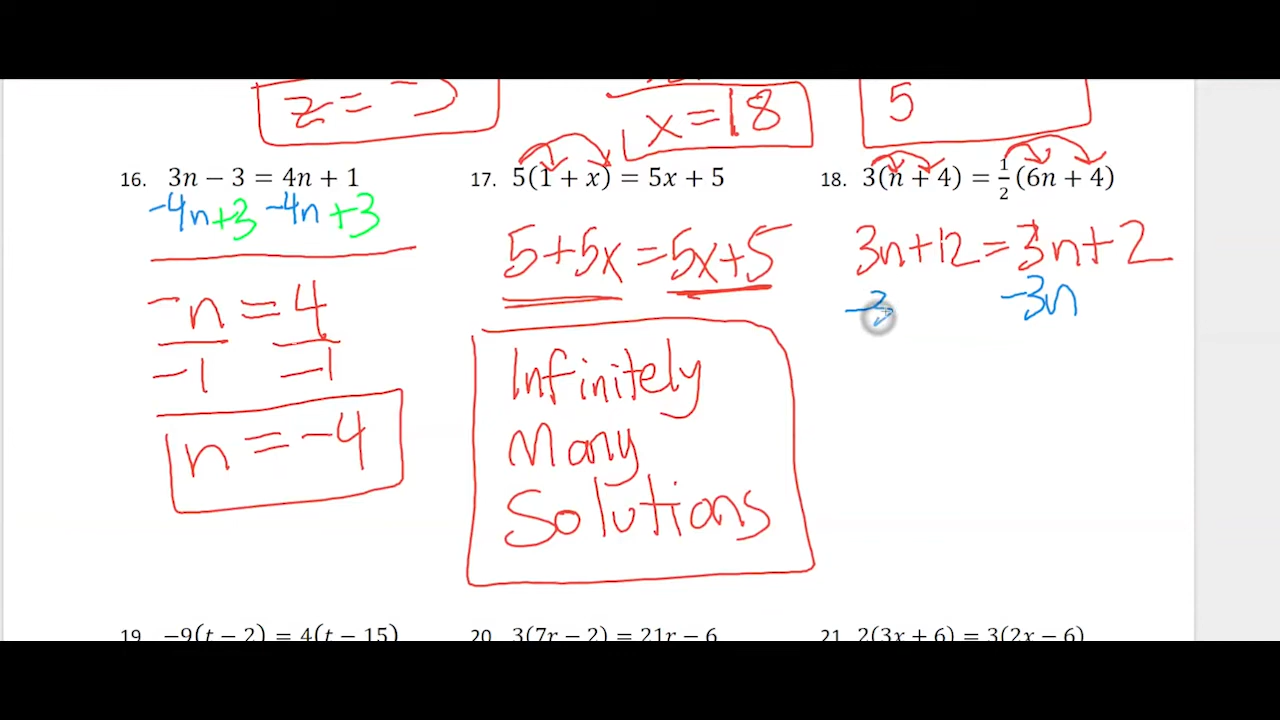 z = -3
x = 18
5
16. 3n − 3 = 4n + 1
-4n +3 -4n +3
-n = 4
-1 -1
n = -4
17. 5(1 + x) = 5x + 5
5+5x = 5x+5
Infinitely
Many
Solutions
18. 3(n + 4) = 1/2 (6n + 4)
3n+12 = 3n+2
-3 -3n
19. −9(t − 2) = 4(t − 15)
20. 3(7r − 2) = 21r − 6
21. 2(3x + 6) = 3(2x − 6)